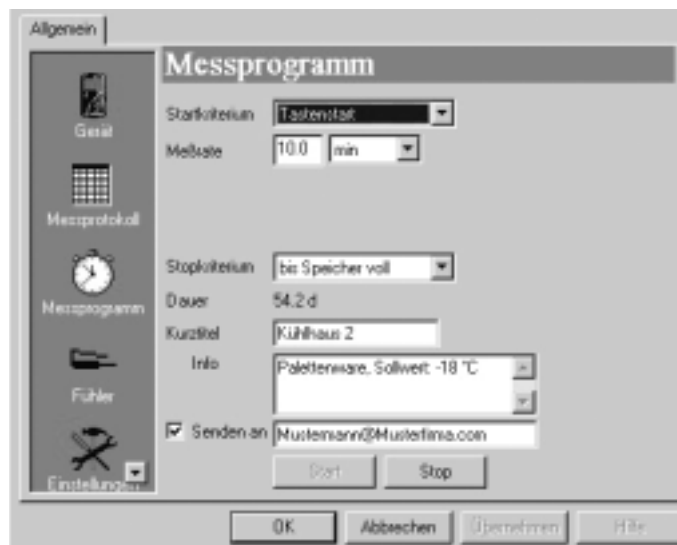 Allgemein
Messprogramm
Gerät
Messprotokoll
Messprogramm
Fühler
Einstellungen
Startkriterium Tastenstart
Meßrate 10.0 min
Stopkriterium bis Speicher voll
Dauer 54.2 d
Kurztitel Kühlhaus 2
Info Palettenware, Sollwert: -18 °C
Senden an Mustermann@Musterfirma.com
Start Stop
OK Abbrechen Übernehmen Hilfe